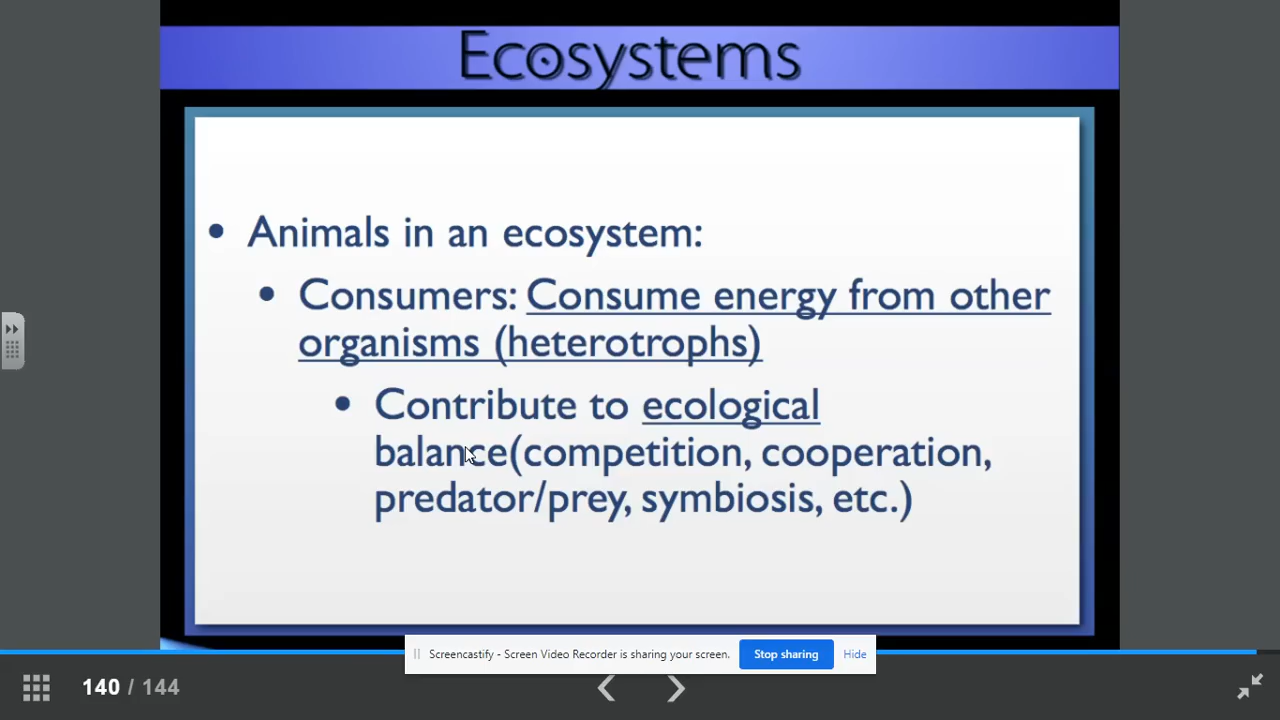 Ecosystems
• Animals in an ecosystem:
• Consumers: Consume energy from other
organisms (heterotrophs)
• Contribute to ecological
balance(competition, cooperation,
predator/prey, symbiosis, etc.)
Screencastify - Screen Video Recorder is sharing your screen. Stop sharing Hide
140 / 144